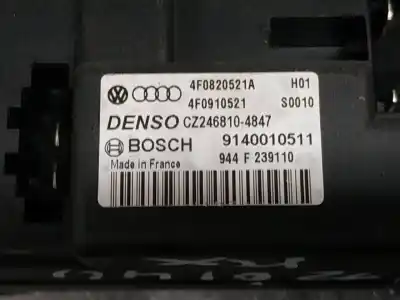 4F0820521A H01
4F0910521 S0010
DENSO CZ246810-4847
BOSCH 9140010511
Made in France 944 F 239110